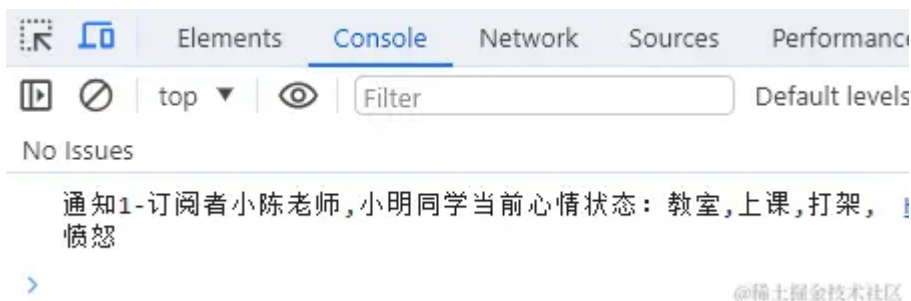 Elements Console Network Sources Performance
top ▼ Filter Default levels
No Issues
通知1-订阅者小陈老师,小明同学当前心情状态: 教室,上课,打架,
愤怒
@稀土掘金技术社区